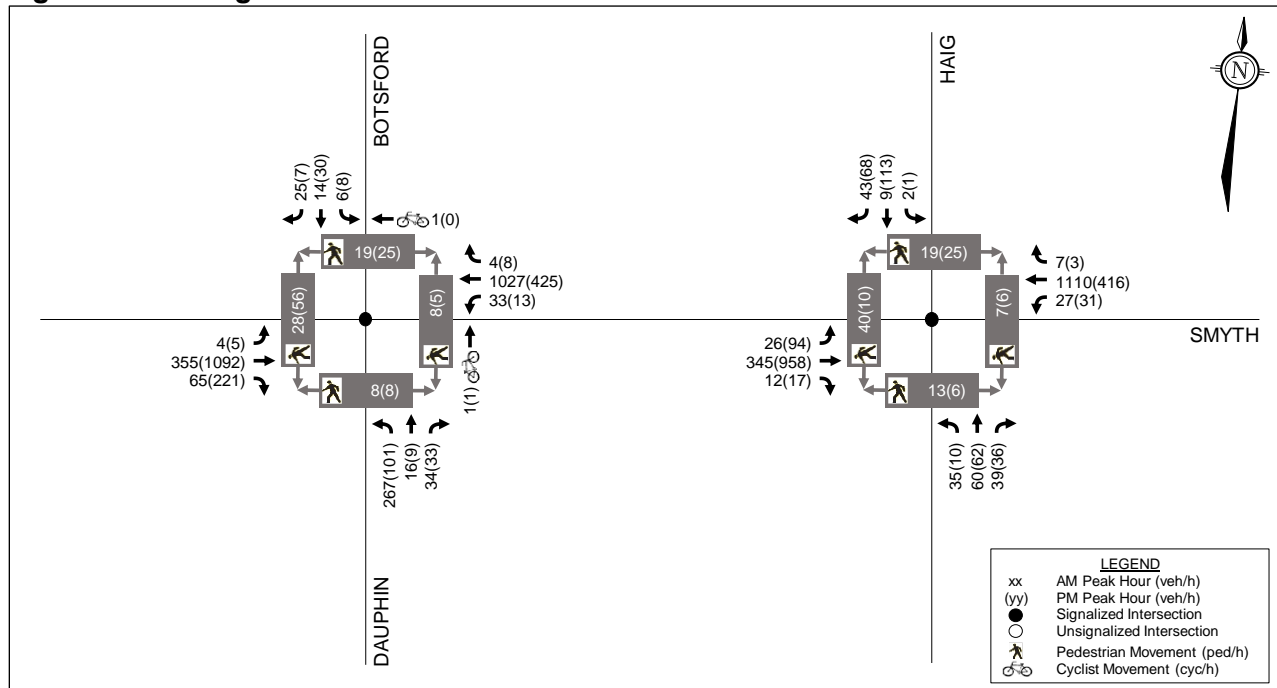 BOTSFORD
HAIG
N
25(7)
14(30)
6(8)
1(0)
19(25)
4(8)
1027(425)
33(13)
28(56)
8(5)
4(5)
355(1092)
65(221)
8(8)
1(1)
267(101)
16(9)
34(33)
DAUPHIN
43(68)
9(113)
2(1)
19(25)
7(3)
1110(416)
27(31)
40(10)
7(6)
SMYTH
26(94)
345(958)
12(17)
13(6)
35(10)
60(62)
39(36)
LEGEND
xx AM Peak Hour (veh/h)
(yy) PM Peak Hour (veh/h)
Signalized Intersection
Unsignalized Intersection
Pedestrian Movement (ped/h)
Cyclist Movement (cyc/h)